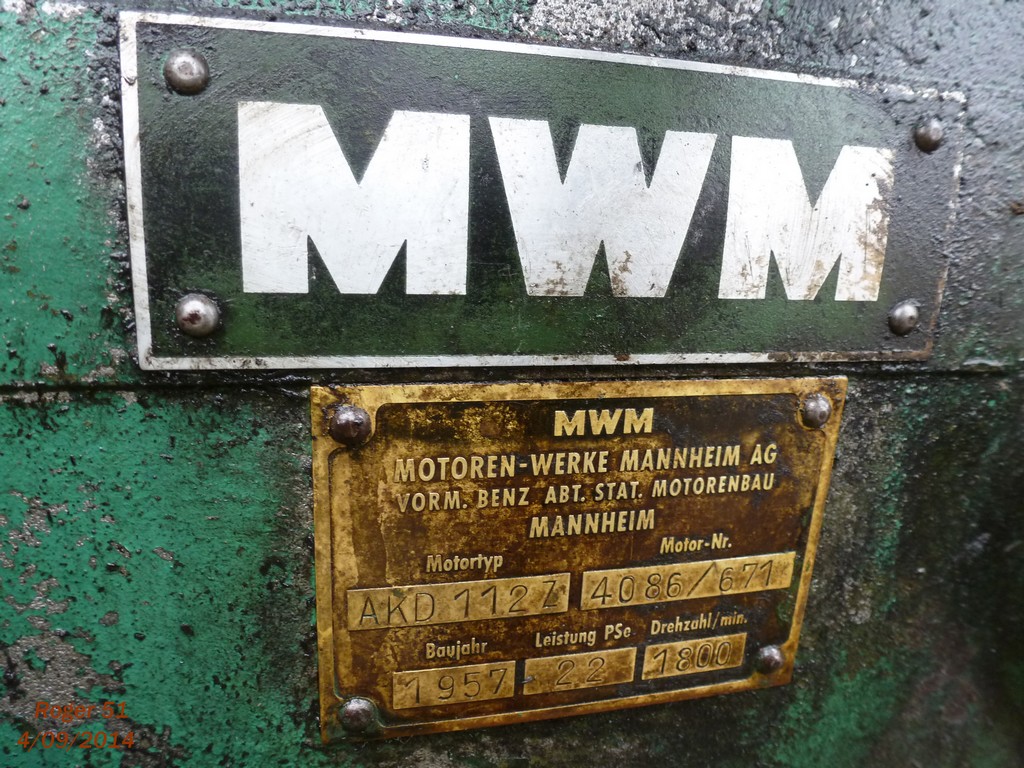 MWM
MWM
MOTOREN-WERKE MANNHEIM AG
VORM. BENZ ABT. STAT. MOTORENBAU
MANNHEIM
Motortyp Motor-Nr.
AKD 112 Z 4086/671
Baujahr Leistung PSe Drehzahl/min.
1957 22 1800
Roger 61
4/09/2014